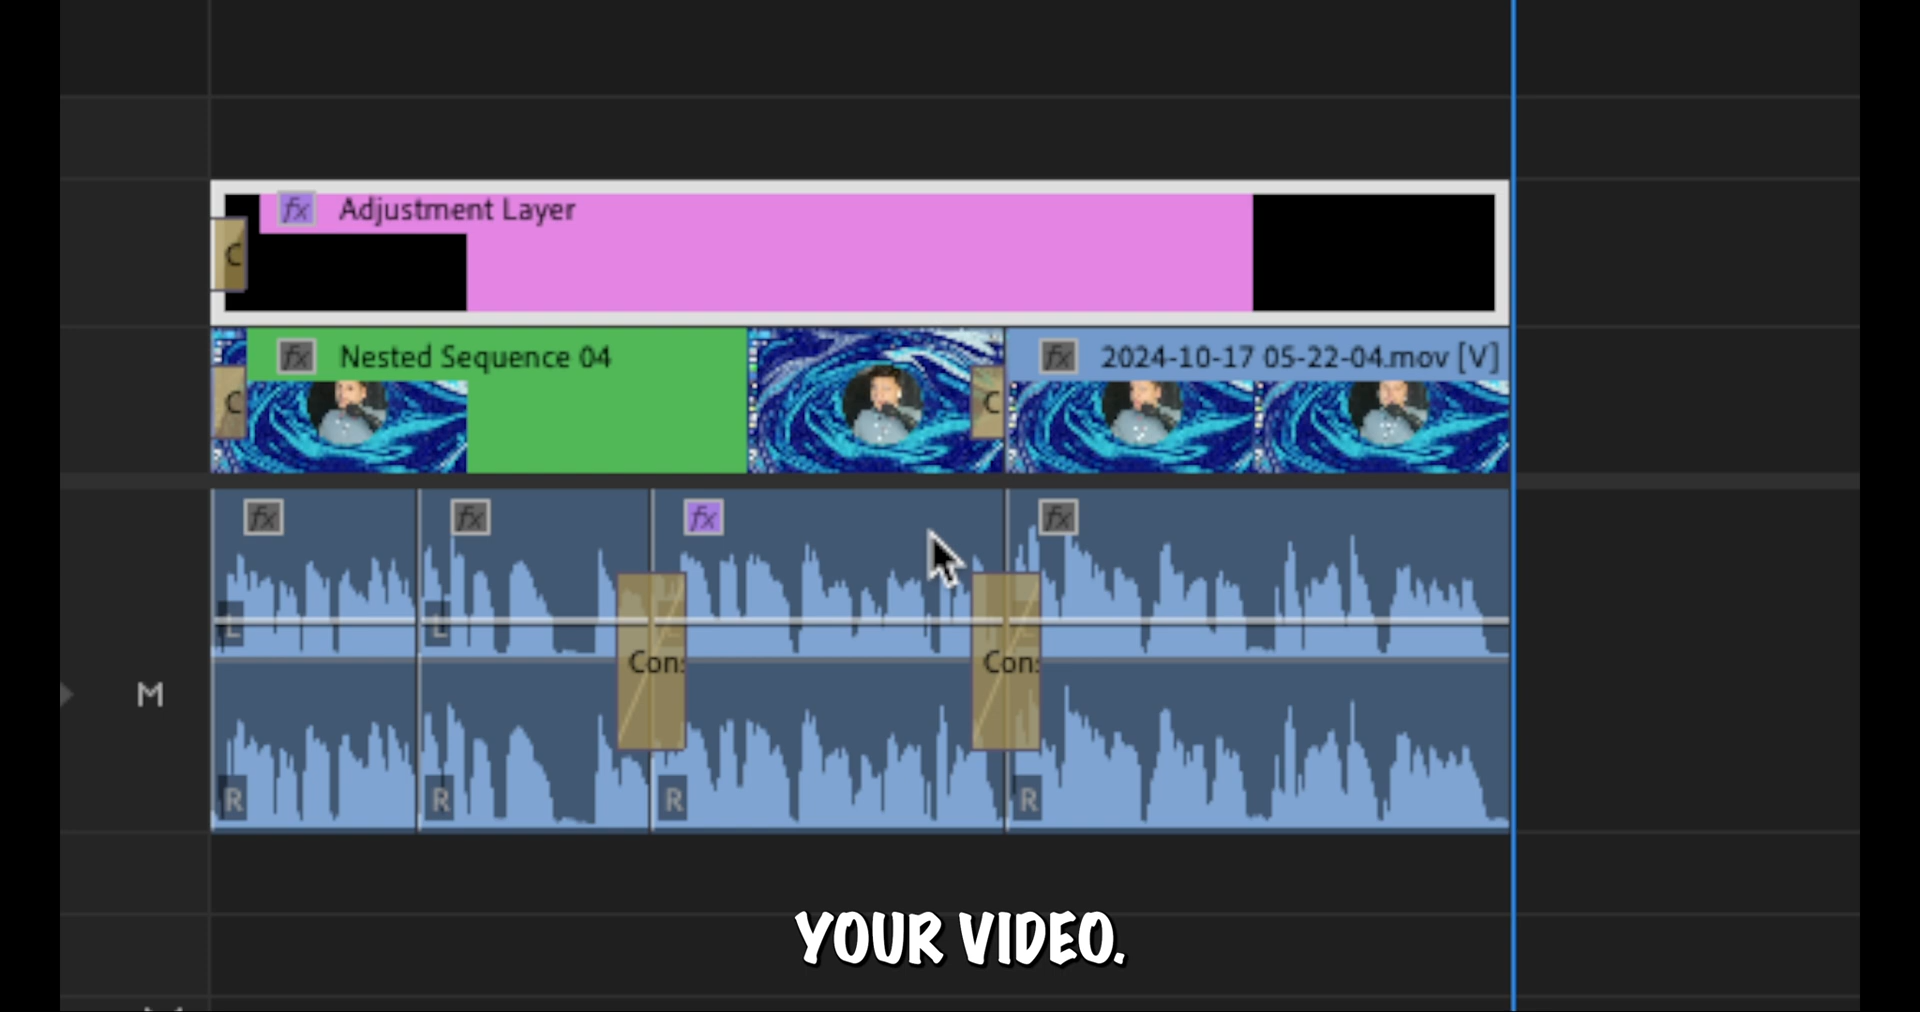 fx Adjustment Layer
C
fx Nested Sequence 04
fx 2024-10-17 05-22-04.mov [V]
C
C
fx
fx
fx
fx
L
L
Con
Con
M
R
R
R
R
YOUR VIDEO.